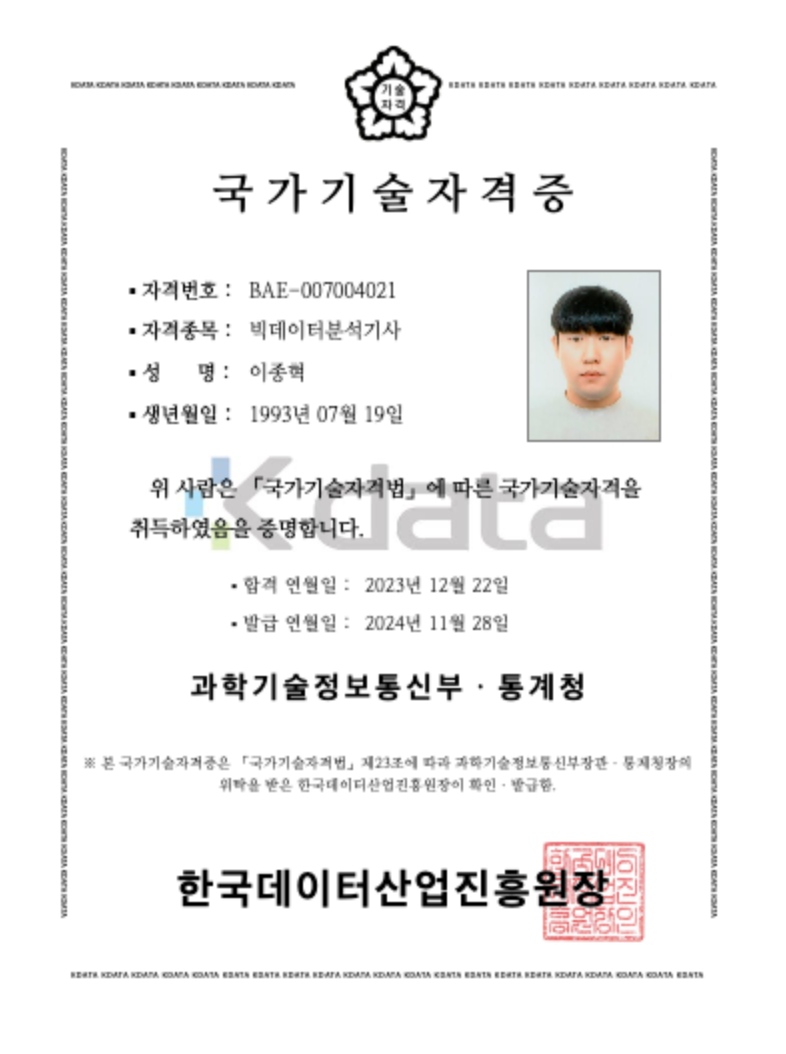 KDATA KDATA KDATA KDATA KDATA KDATA KDATA KDATA KDATA
기술
자격
KDATA KDATA KDATA KDATA KDATA KDATA KDATA KDATA KDATA
국가기술자격증
▪ 자격번호 : BAE-007004021
▪ 자격종목 : 빅데이터분석기사
▪ 성 명 : 이종혁
▪ 생년월일 : 1993년 07월 19일
Kdata
위 사람은 「국가기술자격법」에 따른 국가기술자격을
취득하였음을 증명합니다.
▪ 합격 연월일 : 2023년 12월 22일
▪ 발급 연월일 : 2024년 11월 28일
과학기술정보통신부 · 통계청
※ 본 국가기술자격증은 「국가기술자격법」 제23조에 따라 과학기술정보통신부장관 · 통계청장의
위탁을 받은 한국데이터산업진흥원장이 확인 · 발급함.
한국데이터산업진흥원장
KDATA KDATA KDATA KDATA KDATA KDATA KDATA KDATA KDATA KDATA KDATA KDATA KDATA KDATA KDATA KDATA KDATA KDATA KDATA KDATA KDATA